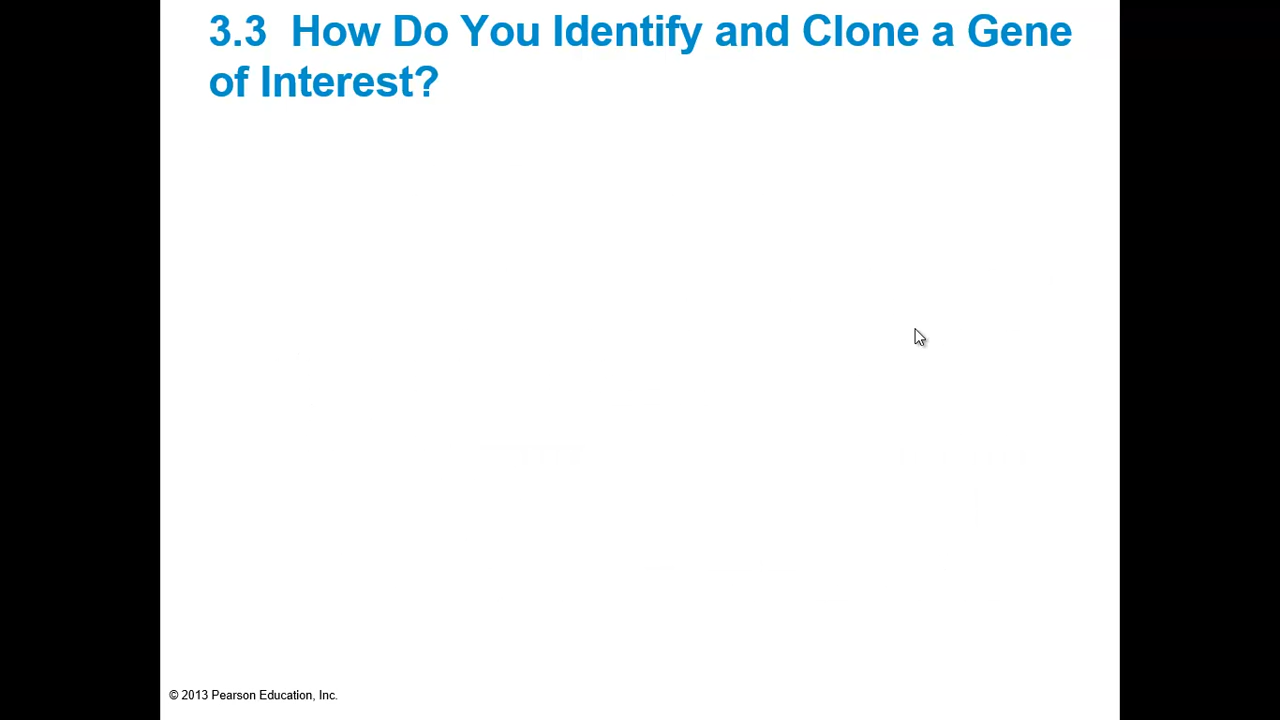 3.3 How Do You Identify and Clone a Gene
of Interest?
© 2013 Pearson Education, Inc.